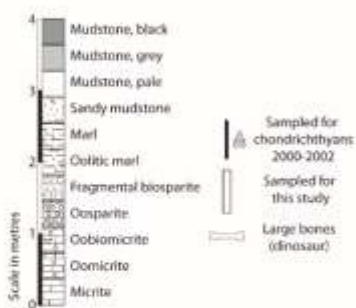 4
Mudstone, black
Mudstone, grey
Mudstone, pale
3
Sandy mudstone
Marl
2
Oolitic marl
Fragmental biosparite
Oosparite
1
Oobiomicrite
Oomicrite
Micrite
0
Scale in metres
Sampled for
chondrichthyans
2000-2002
Sampled for
this study
Large bones
(dinosaur)